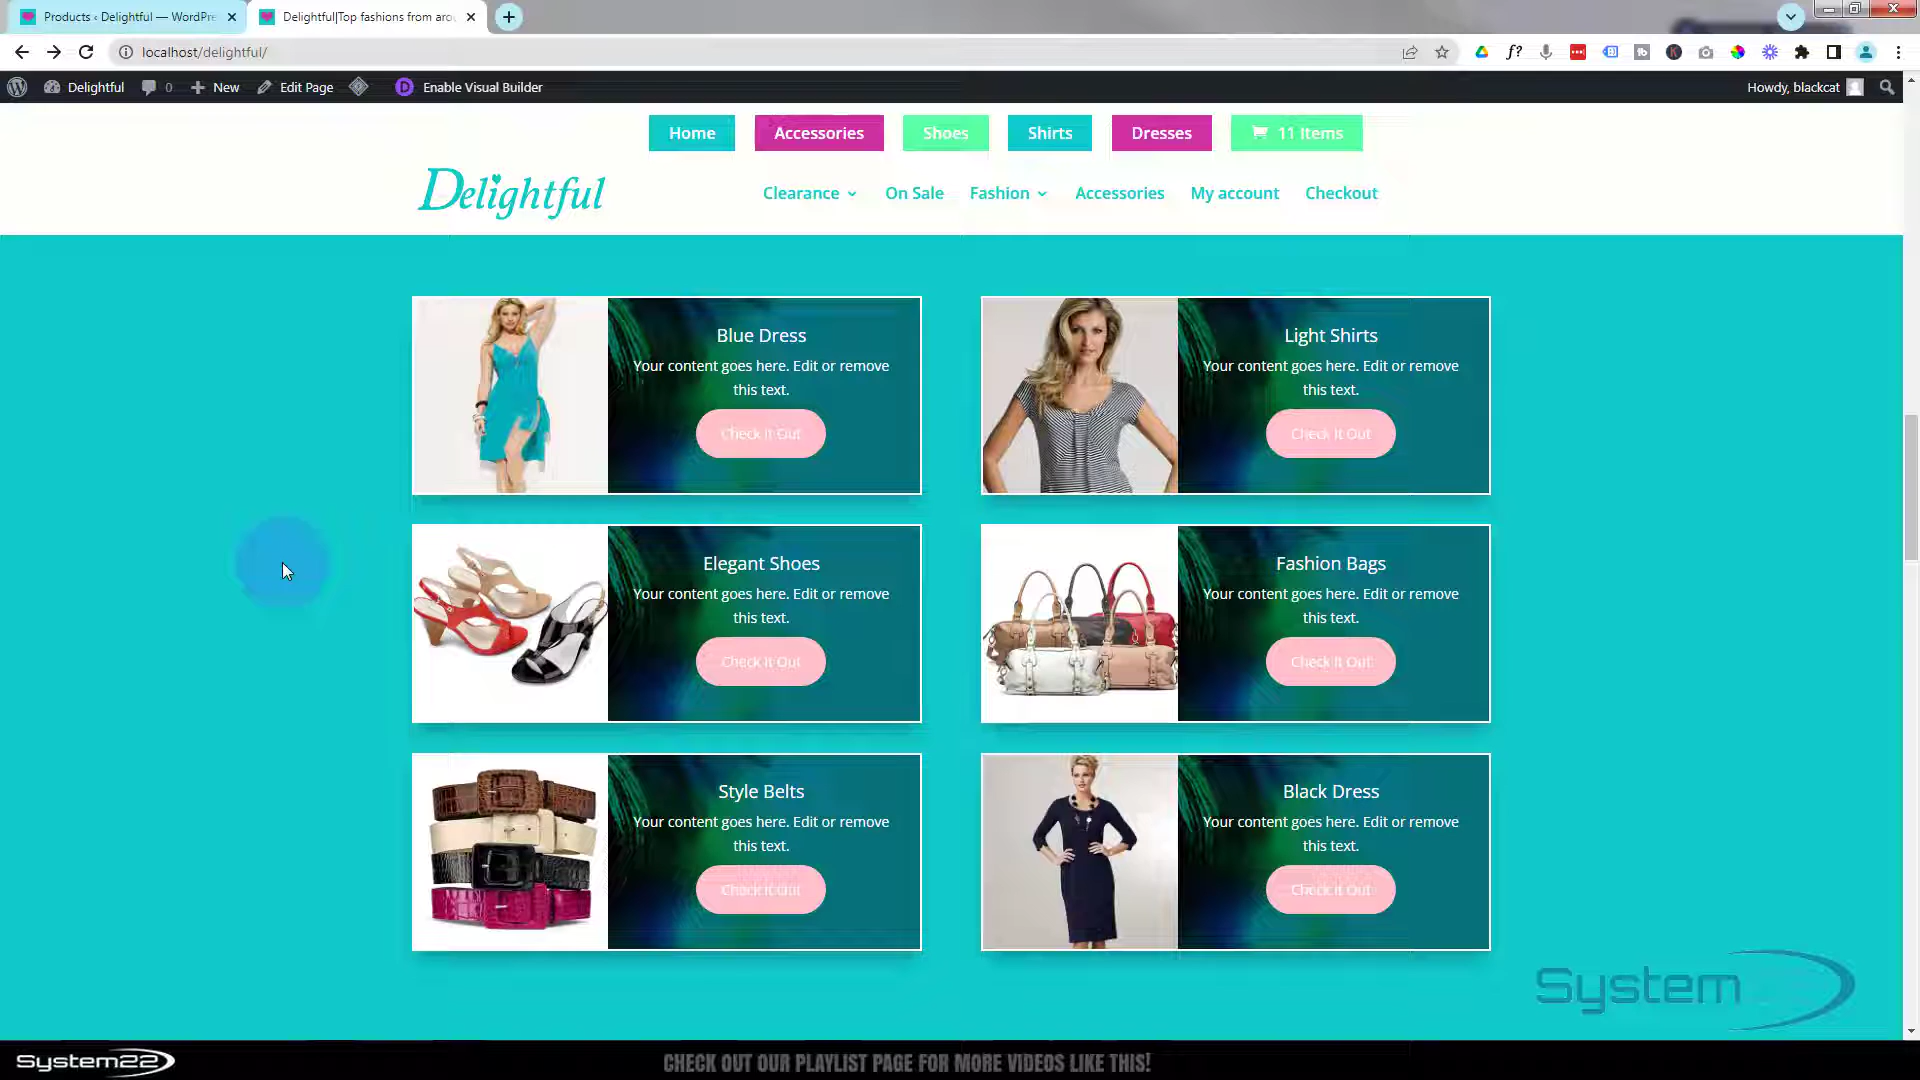 Products ‹ Delightful — WordPre
Delightful|Top fashions from arou
localhost/delightful/
Delightful
0
New
Edit Page
Enable Visual Builder
Howdy, blackcat
Home
Accessories
Shoes
Shirts
Dresses
11 Items
Delightful
Clearance
On Sale
Fashion
Accessories
My account
Checkout
Blue Dress
Your content goes here. Edit or remove
this text.
Check It Out
Light Shirts
Your content goes here. Edit or remove
this text.
Check It Out
Elegant Shoes
Your content goes here. Edit or remove
this text.
Check It Out
Fashion Bags
Your content goes here. Edit or remove
this text.
Check It Out
Style Belts
Your content goes here. Edit or remove
this text.
Check It Out
Black Dress
Your content goes here. Edit or remove
this text.
Check It Out
System
System22
CHECK OUT OUR PLAYLIST PAGE FOR MORE VIDEOS LIKE THIS!